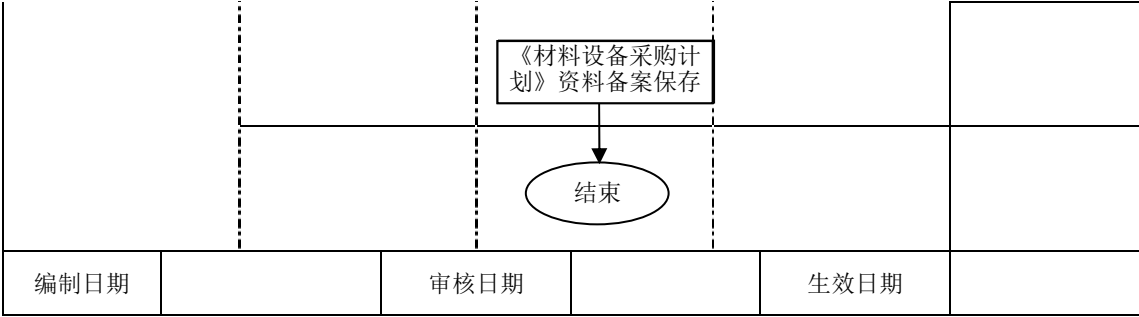 《材料设备采购计
划》资料备案保存
结束
编制日期
审核日期
生效日期